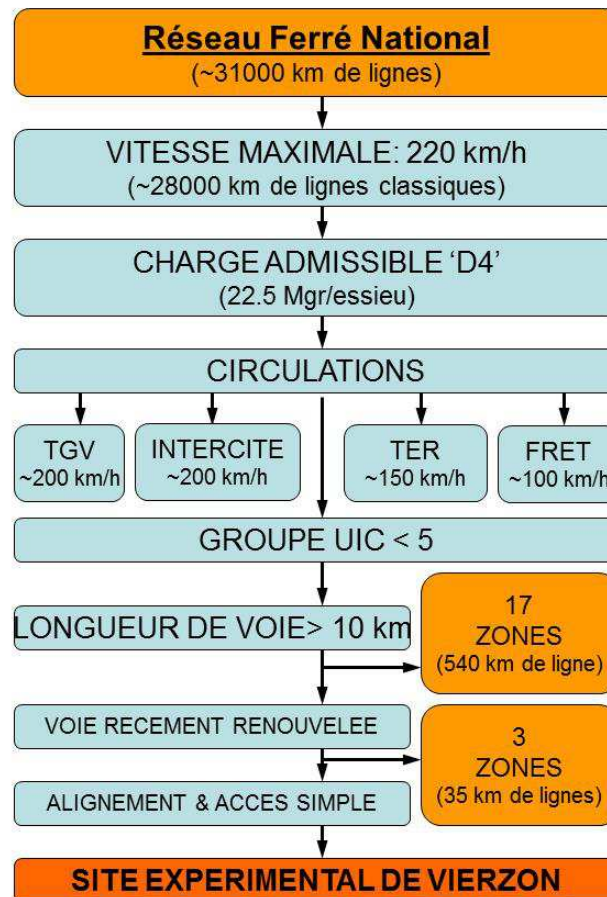 Réseau Ferré National
(~31000 km de lignes)
VITESSE MAXIMALE: 220 km/h
(~28000 km de lignes classiques)
CHARGE ADMISSIBLE ‘D4’
(22.5 Mgr/essieu)
CIRCULATIONS
TGV
~200 km/h
INTERCITE
~200 km/h
TER
~150 km/h
FRET
~100 km/h
GROUPE UIC < 5
LONGUEUR DE VOIE> 10 km
17
ZONES
(540 km de ligne)
VOIE RECEMENT RENOUVELEE
3
ZONES
(35 km de lignes)
ALIGNEMENT & ACCES SIMPLE
SITE EXPERIMENTAL DE VIERZON